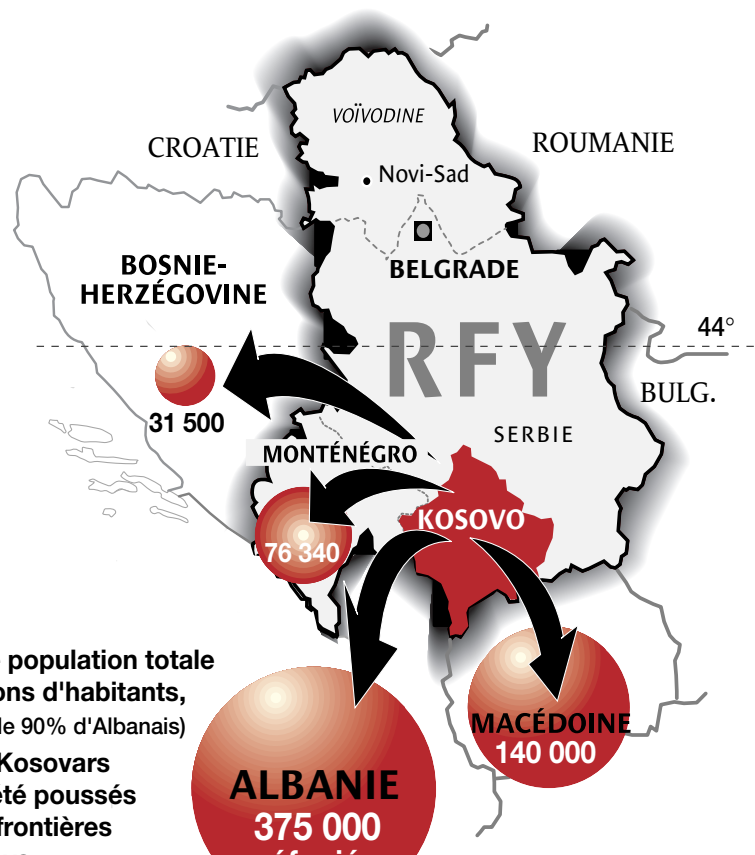 VOÏVODINE
CROATIE
ROUMANIE
Novi-Sad
BOSNIE-
HERZÉGOVINE
BELGRADE
44°
RFY
BULG.
31 500
SERBIE
MONTÉNÉGRO
KOSOVO
76 340
population totale
ons d'habitants,
de 90% d'Albanais)
MACÉDOINE
140 000
Kosovars
été poussés
frontières
ALBANIE
375 000